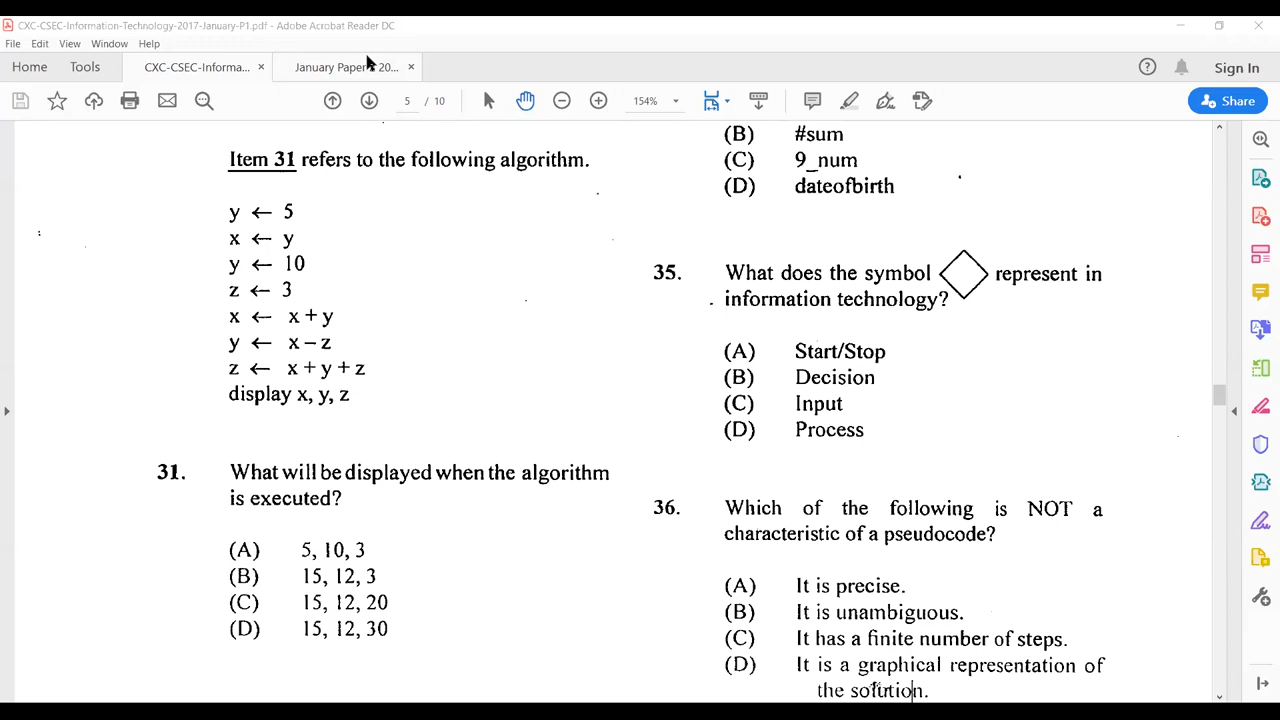 CXC-CSEC-Information-Technology-2017-January-P1.pdf - Adobe Acrobat Reader DC
File Edit View Window Help
Home Tools CXC-CSEC-Informa... × January Paper 20... ×
Sign In
5 / 10 154% Share
Item 31 refers to the following algorithm.
y ← 5
x ← y
y ← 10
z ← 3
x ← x + y
y ← x – z
z ← x + y + z
display x, y, z
31. What will be displayed when the algorithm
is executed?
(A) 5, 10, 3
(B) 15, 12, 3
(C) 15, 12, 20
(D) 15, 12, 30
(B) #sum
(C) 9_num
(D) dateofbirth
35. What does the symbol represent in
information technology?
(A) Start/Stop
(B) Decision
(C) Input
(D) Process
36. Which of the following is NOT a
characteristic of a pseudocode?
(A) It is precise.
(B) It is unambiguous.
(C) It has a finite number of steps.
(D) It is a graphical representation of
the solution.